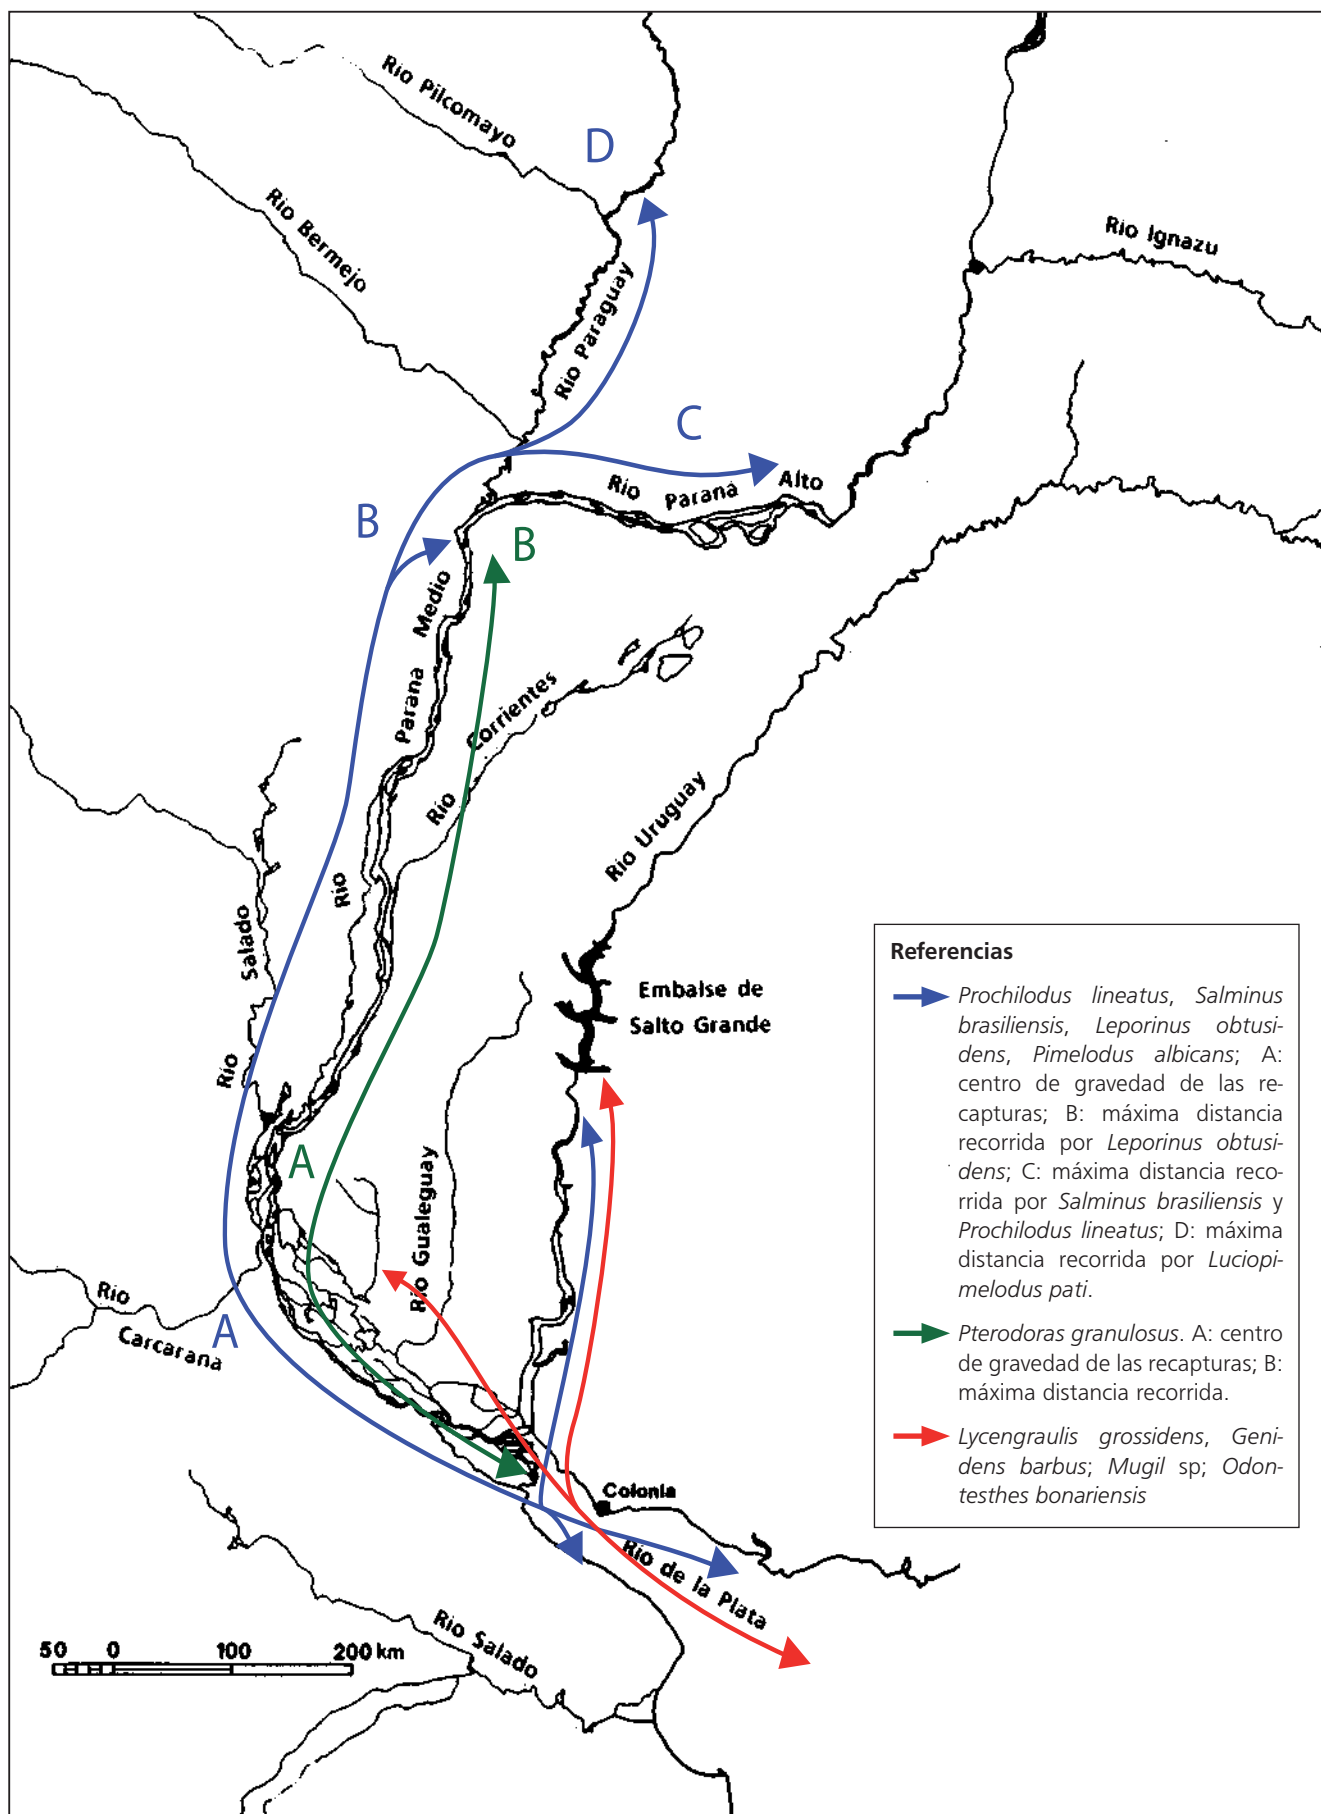 Rio Pilcomayo
D
Rio Bermejo
Rio Ignazu
Rio Paraguay
C
Rio Paraná Alto
B
B
Rio Parana Medio
Rio Corrientes
Rio Uruguay
Rio Salado
Embalse de
Salto Grande
A
Rio Gualeguay
Rio
Carcarana
A
Colonia
Rio de la Plata
Rio Salado
50 0 100 200 km
Referencias
Prochilodus lineatus, Salminus
brasiliensis, Leporinus obtusi-
dens, Pimelodus albicans; A:
centro de gravedad de las re-
capturas; B: máxima distancia
recorrida por Leporinus obtusi-
dens; C: máxima distancia reco-
rrida por Salminus brasiliensis y
Prochilodus lineatus; D: máxima
distancia recorrida por Luciopi-
melodus pati.
Pterodoras granulosus. A: centro
de gravedad de las recapturas; B:
máxima distancia recorrida.
Lycengraulis grossidens, Geni-
dens barbus; Mugil sp; Odon-
testhes bonariensis